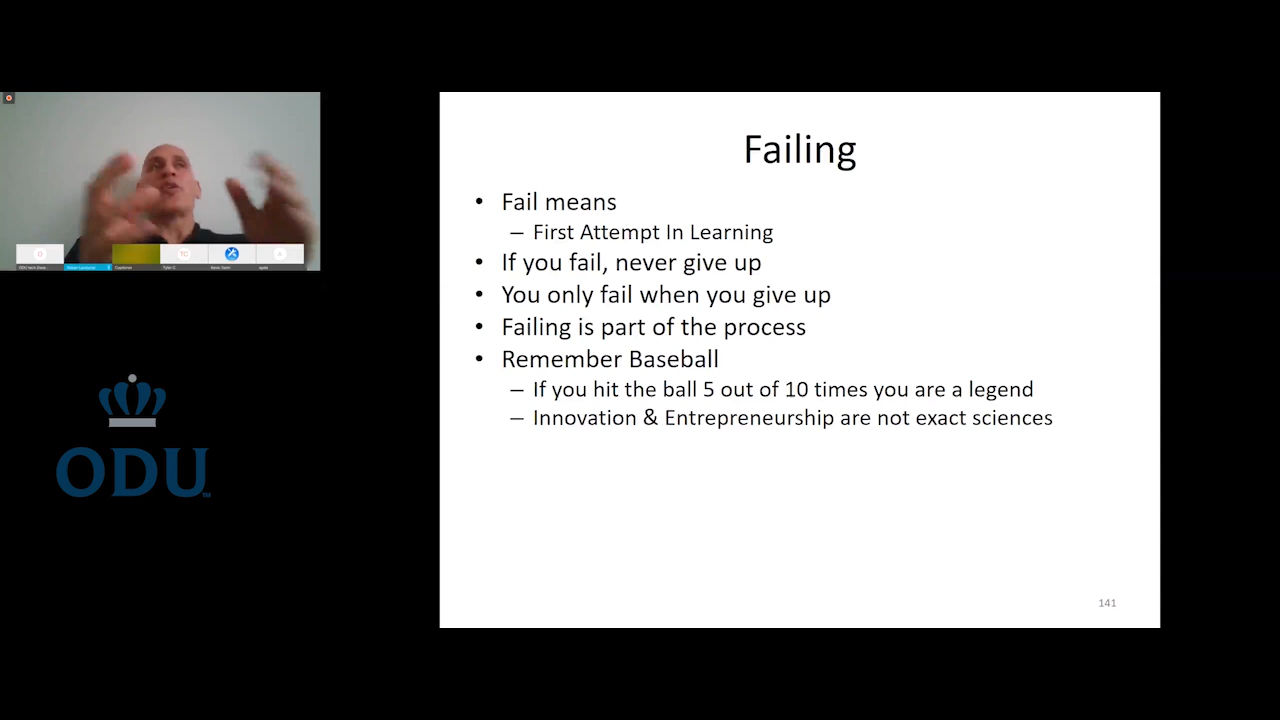 Failing
• Fail means
– First Attempt In Learning
• If you fail, never give up
• You only fail when you give up
• Failing is part of the process
• Remember Baseball
– If you hit the ball 5 out of 10 times you are a legend
– Innovation & Entrepreneurship are not exact sciences
141
ODU
TC
Tyler C